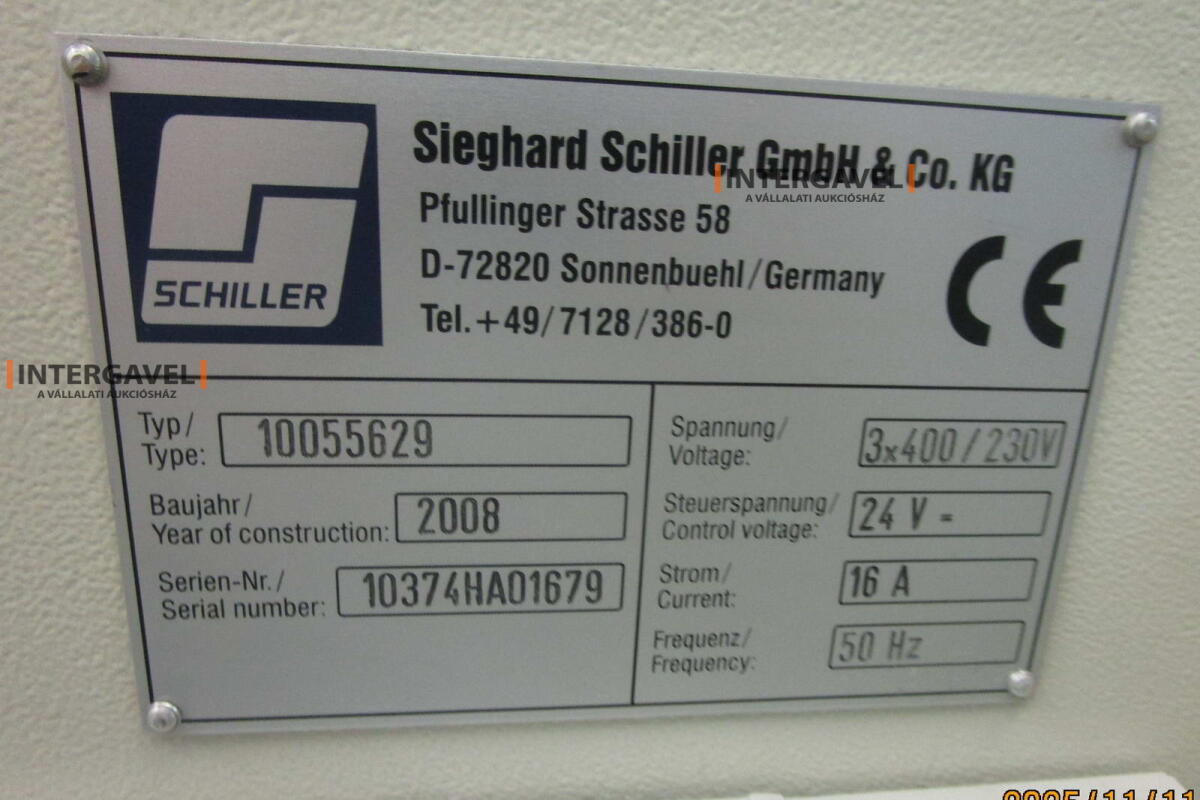 SCHILLER
Sieghard Schiller GmbH & Co. KG
Pfullinger Strasse 58
D-72820 Sonnenbuehl/Germany
Tel.+49/7128/386-0
CE
INTERGAVEL
A VÁLLALATI AUKCIÓSHÁZ
INTERGAVEL
A VÁLLALATI AUKCIÓSHÁZ
Typ/
Type: 10055629
Baujahr/
Year of construction: 2008
Serien-Nr./
Serial number: 10374HA01679
Spannung/
Voltage: 3x400/230V
Steuerspannung/
Control voltage: 24 V =
Strom/
Current: 16 A
Frequenz/
Frequency: 50 Hz